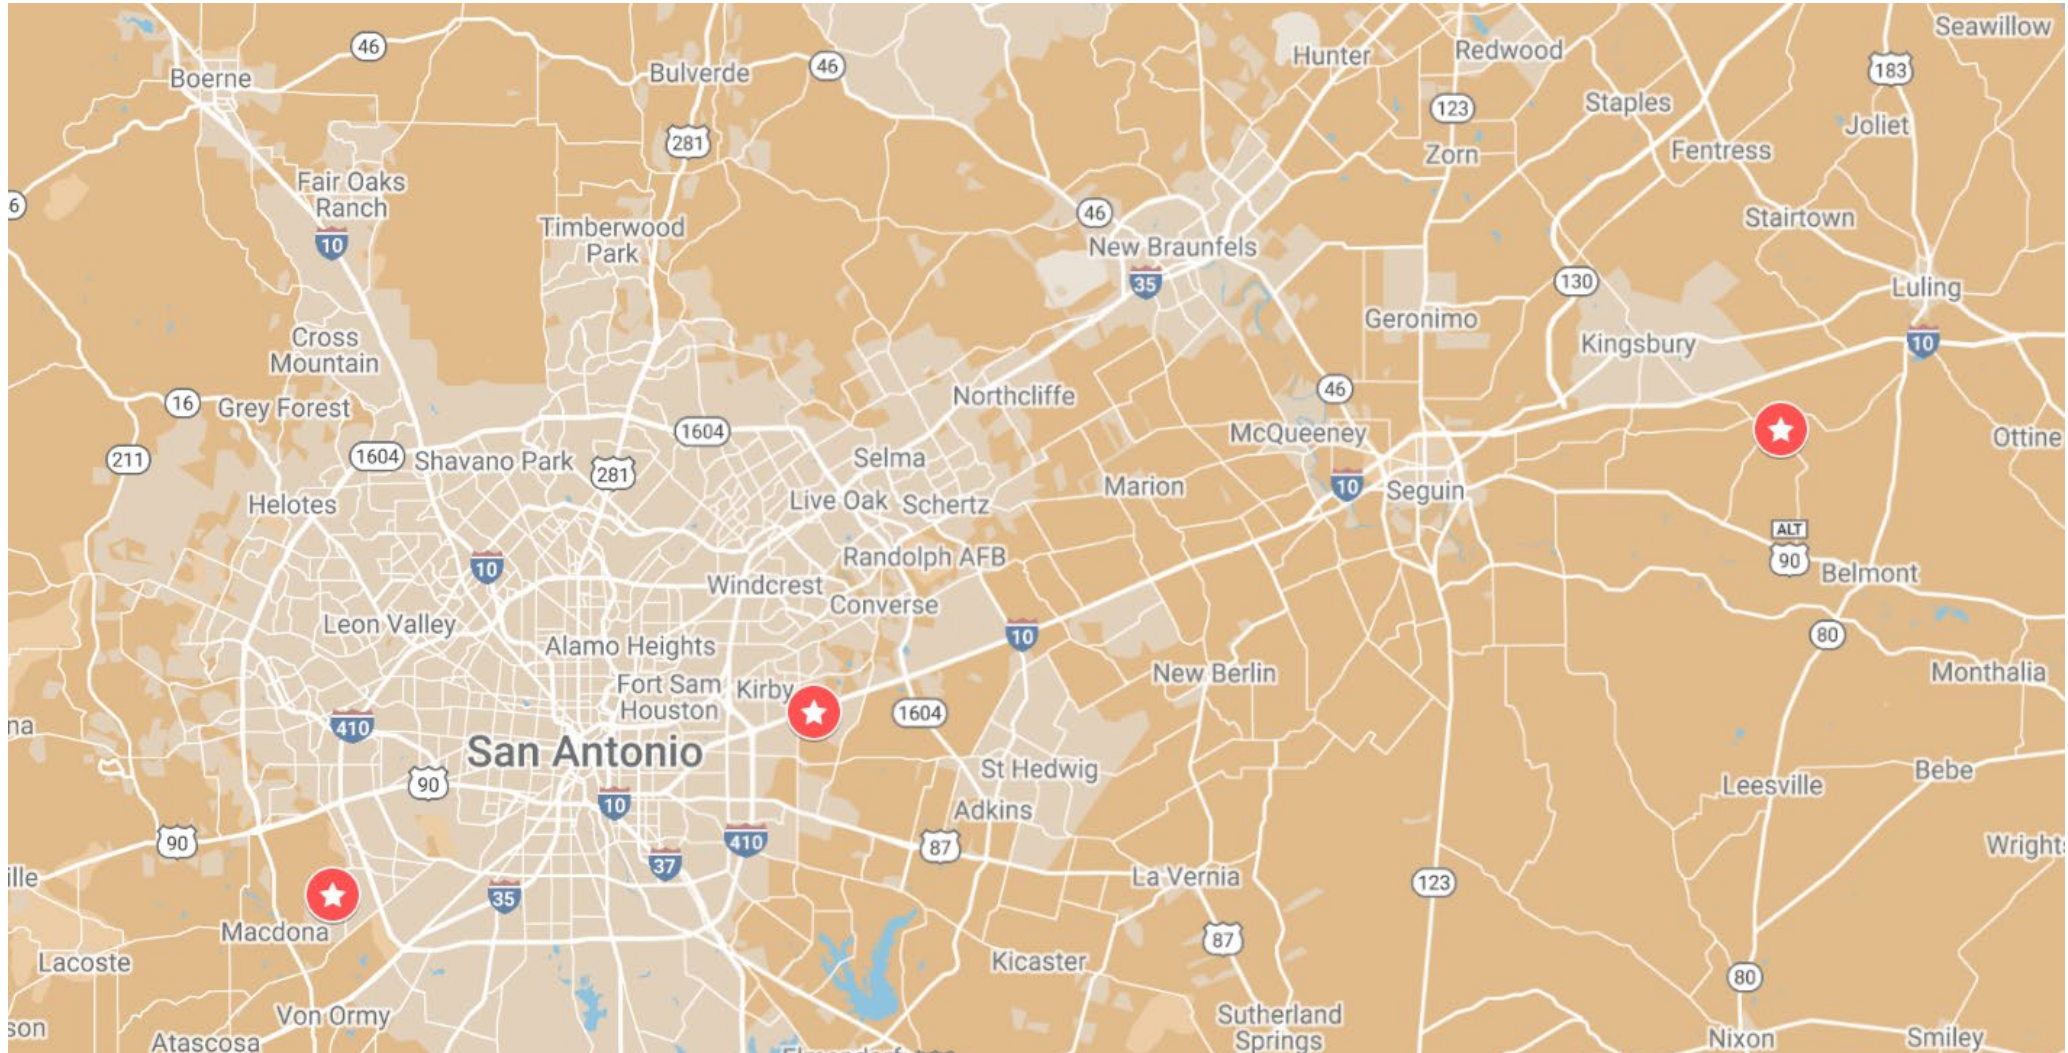 Seawillow
Hunter
Redwood
46
Bulverde
46
183
Boerne
123
Staples
Joliet
281
Zorn
Fentress
Fair Oaks
Ranch
6
46
Stairtown
Timberwood
Park
10
New Braunfels
35
130
Luling
Geronimo
Cross
Mountain
Kingsbury
10
46
Northcliffe
16
Grey Forest
1604
McQueeney
Ottine
211
1604
Shavano Park
281
Selma
Marion
10
Seguin
Helotes
Live Oak
Schertz
ALT
90
Randolph AFB
10
Belmont
Windcrest
Converse
Leon Valley
10
80
Alamo Heights
Monthalia
New Berlin
Fort Sam
Houston
Kirby
1604
na
410
San Antonio
St Hedwig
Bebe
90
Leesville
10
Adkins
90
410
87
Wrights
37
ille
La Vernia
123
35
Macdona
87
Lacoste
Kicaster
80
Von Ormy
Sutherland
Springs
son
Atascosa
Nixon
Smiley